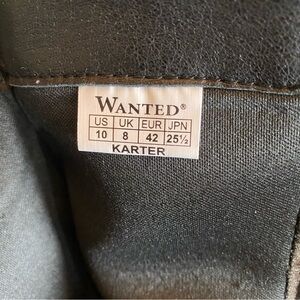 WANTED®
US UK EUR JPN
10 8 42 25½
KARTER